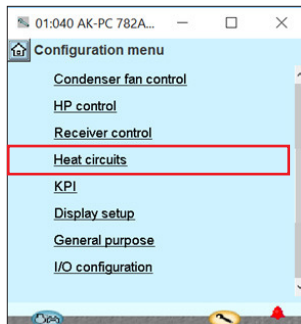 01:040 AK-PC 782A...
Configuration menu
Condenser fan control
HP control
Receiver control
Heat circuits
KPI
Display setup
General purpose
I/O configuration